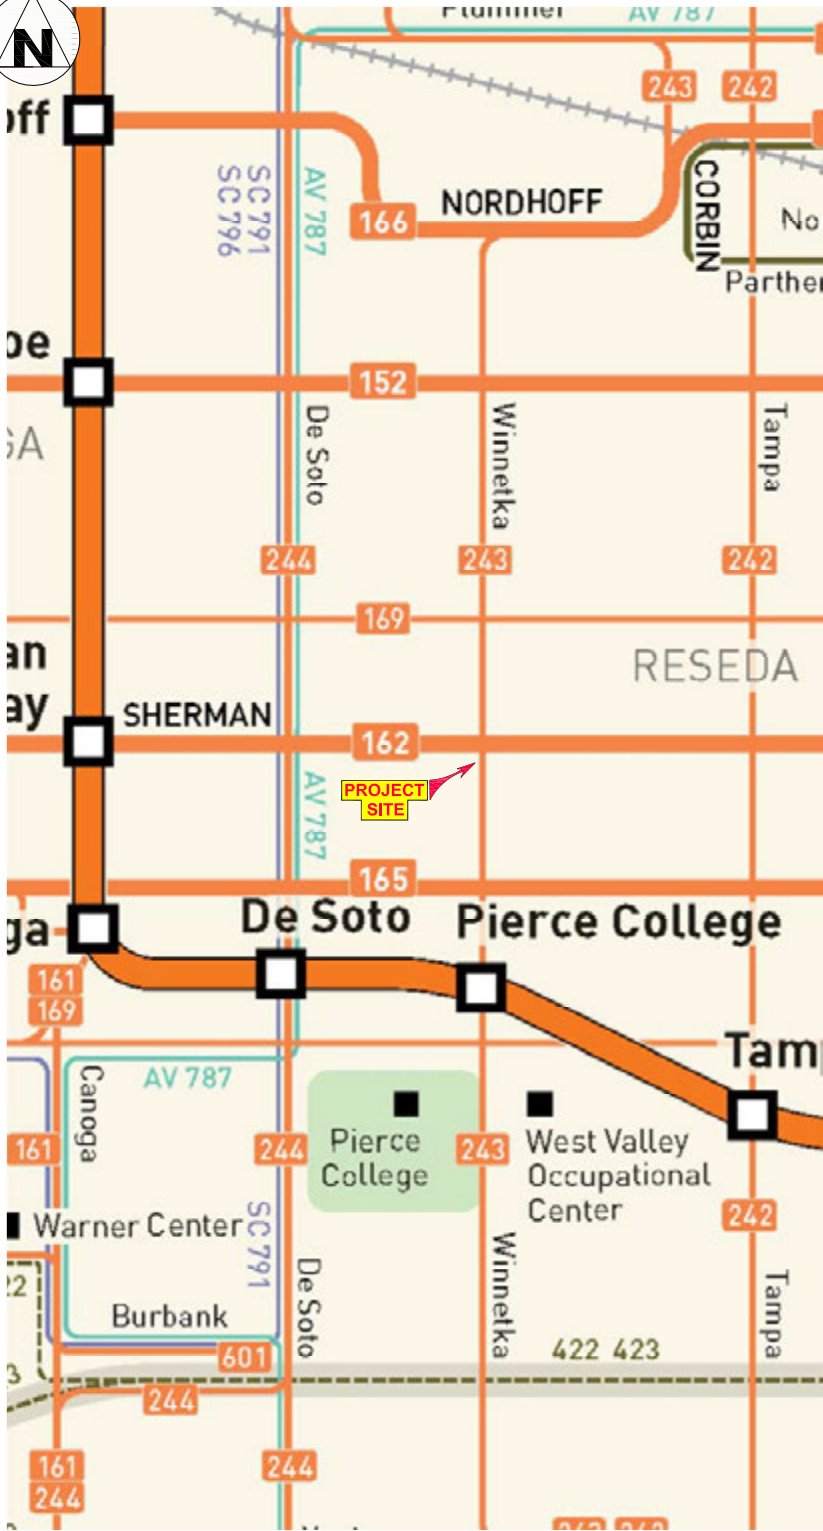 N
AV 787
243
242
off
SC 796
SC 791
AV 787
166
NORDHOFF
CORBIN
No
Parther
oe
152
GA
De Soto
Winnetka
Tampa
244
243
242
169
an
RESEDA
ay
SHERMAN
162
PROJECT
SITE
AV 787
165
ga
De Soto
Pierce College
161
169
Tam
AV 787
Canoga
161
244
Pierce
College
243
West Valley
Occupational
Center
242
Warner Center
SC 791
De Soto
Winnetka
Tampa
22
Burbank
601
422 423
3
244
161
244
244